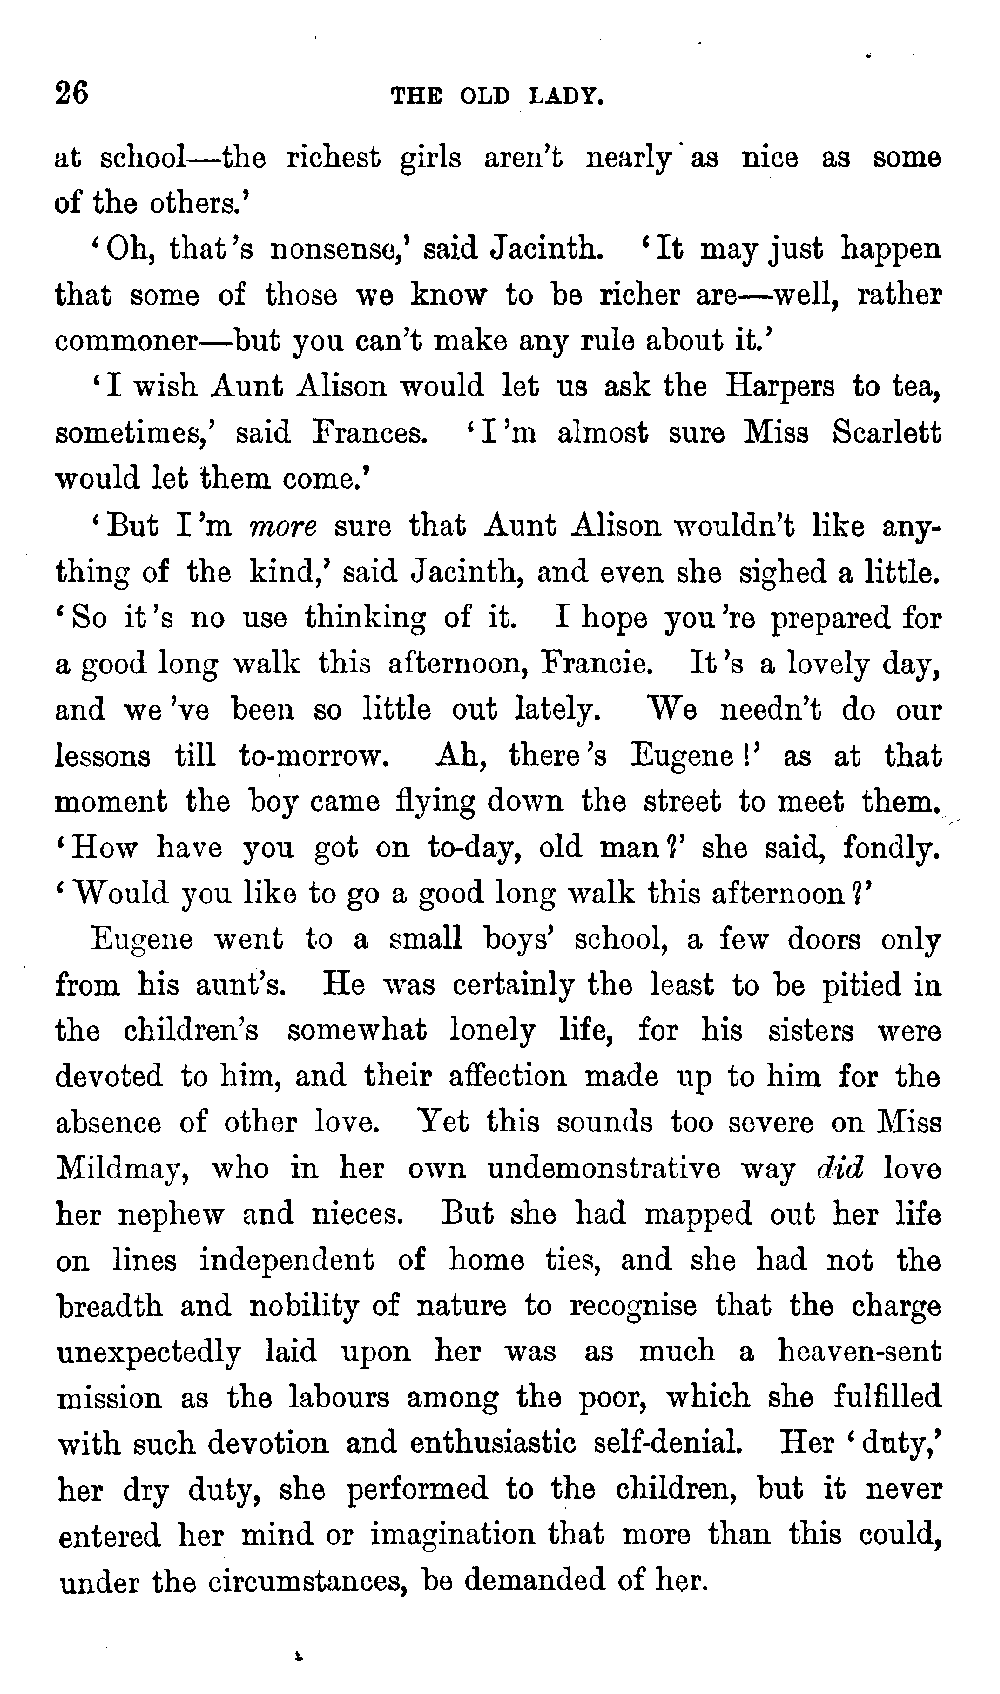 26 THE OLD LADY.
at school—the richest girls aren't nearly as nice as some
of the others.'
'Oh, that's nonsense,' said Jacinth. 'It may just happen
that some of those we know to be richer are—well, rather
commoner—but you can't make any rule about it.'
'I wish Aunt Alison would let us ask the Harpers to tea,
sometimes,' said Frances. 'I'm almost sure Miss Scarlett
would let them come.'
'But I'm more sure that Aunt Alison wouldn't like any-
thing of the kind,' said Jacinth, and even she sighed a little.
'So it's no use thinking of it. I hope you're prepared for
a good long walk this afternoon, Francie. It's a lovely day,
and we've been so little out lately. We needn't do our
lessons till to-morrow. Ah, there's Eugene!' as at that
moment the boy came flying down the street to meet them.
'How have you got on to-day, old man?' she said, fondly.
'Would you like to go a good long walk this afternoon?'
Eugene went to a small boys' school, a few doors only
from his aunt's. He was certainly the least to be pitied in
the children's somewhat lonely life, for his sisters were
devoted to him, and their affection made up to him for the
absence of other love. Yet this sounds too severe on Miss
Mildmay, who in her own undemonstrative way did love
her nephew and nieces. But she had mapped out her life
on lines independent of home ties, and she had not the
breadth and nobility of nature to recognise that the charge
unexpectedly laid upon her was as much a heaven-sent
mission as the labours among the poor, which she fulfilled
with such devotion and enthusiastic self-denial. Her 'duty,'
her dry duty, she performed to the children, but it never
entered her mind or imagination that more than this could,
under the circumstances, be demanded of her.